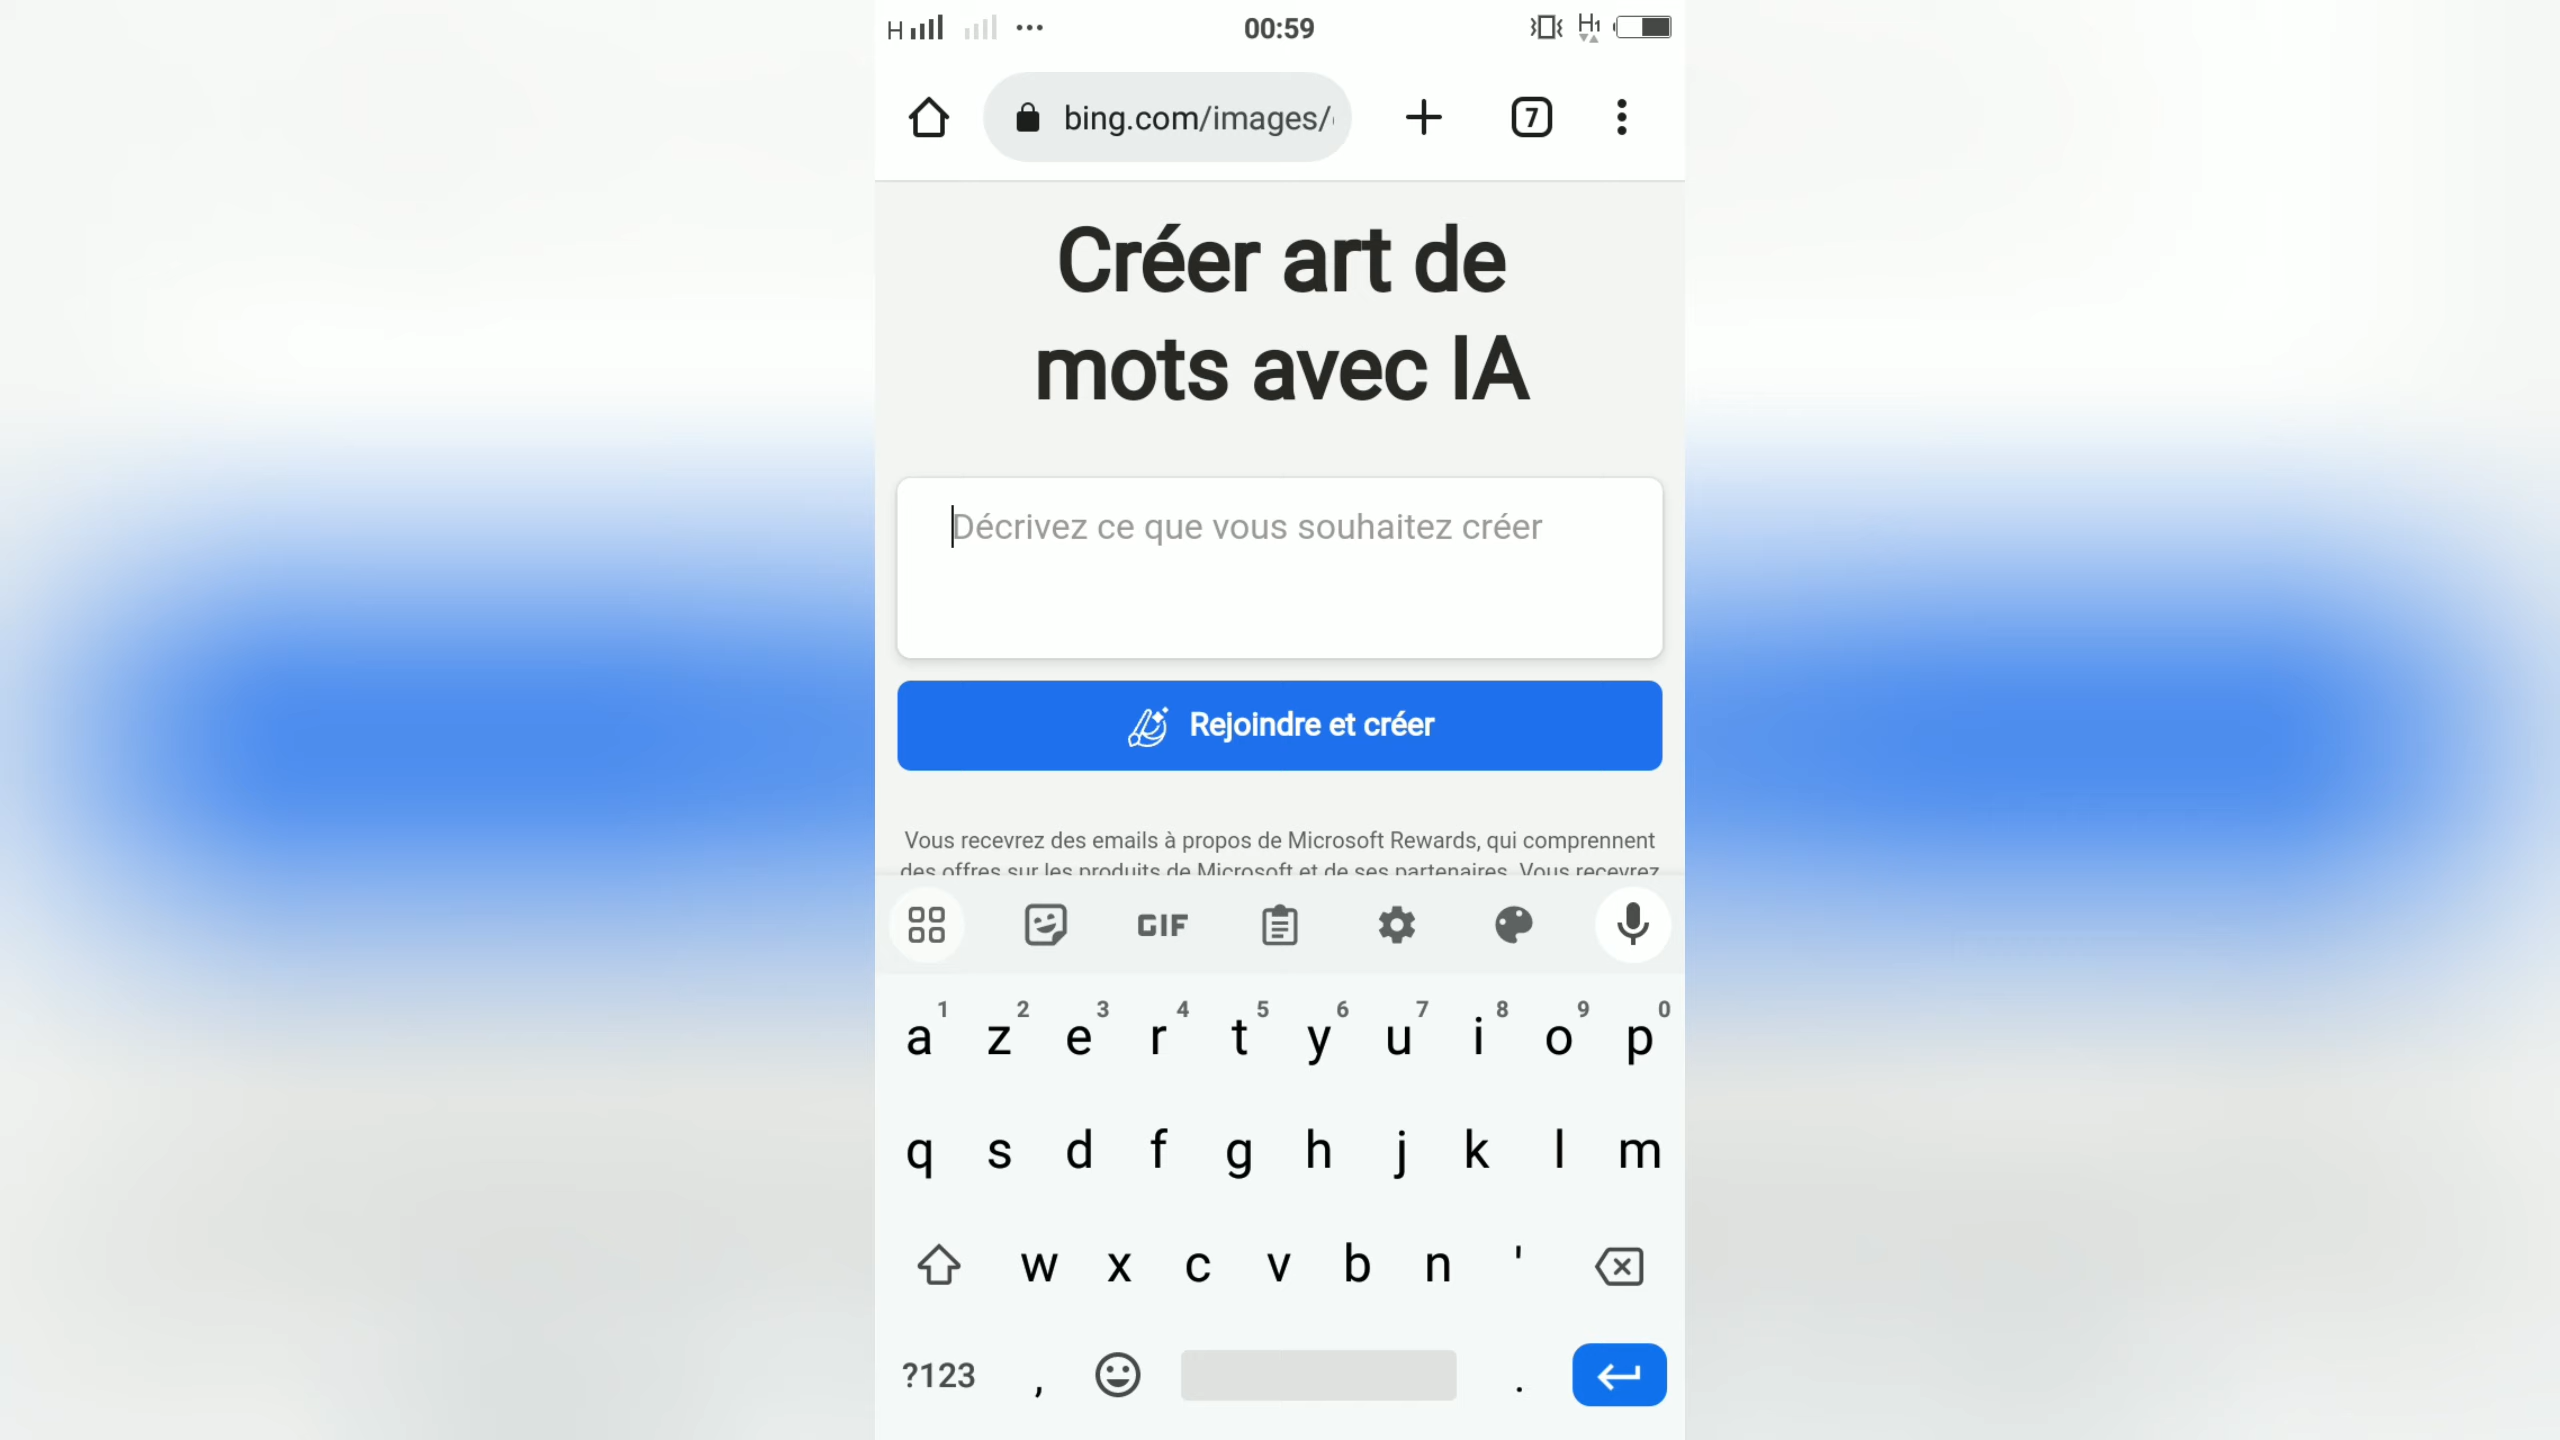 H 00:59 H1
bing.com/images/
7
Créer art de
mots avec IA
Décrivez ce que vous souhaitez créer
Rejoindre et créer
Vous recevrez des emails à propos de Microsoft Rewards, qui comprennent
des offres sur les produits de Microsoft et de ses partenaires. Vous recevrez
GIF
1 2 3 4 5 6 7 8 9 0
a z e r t y u i o p
q s d f g h j k l m
w x c v b n '
?123 , .